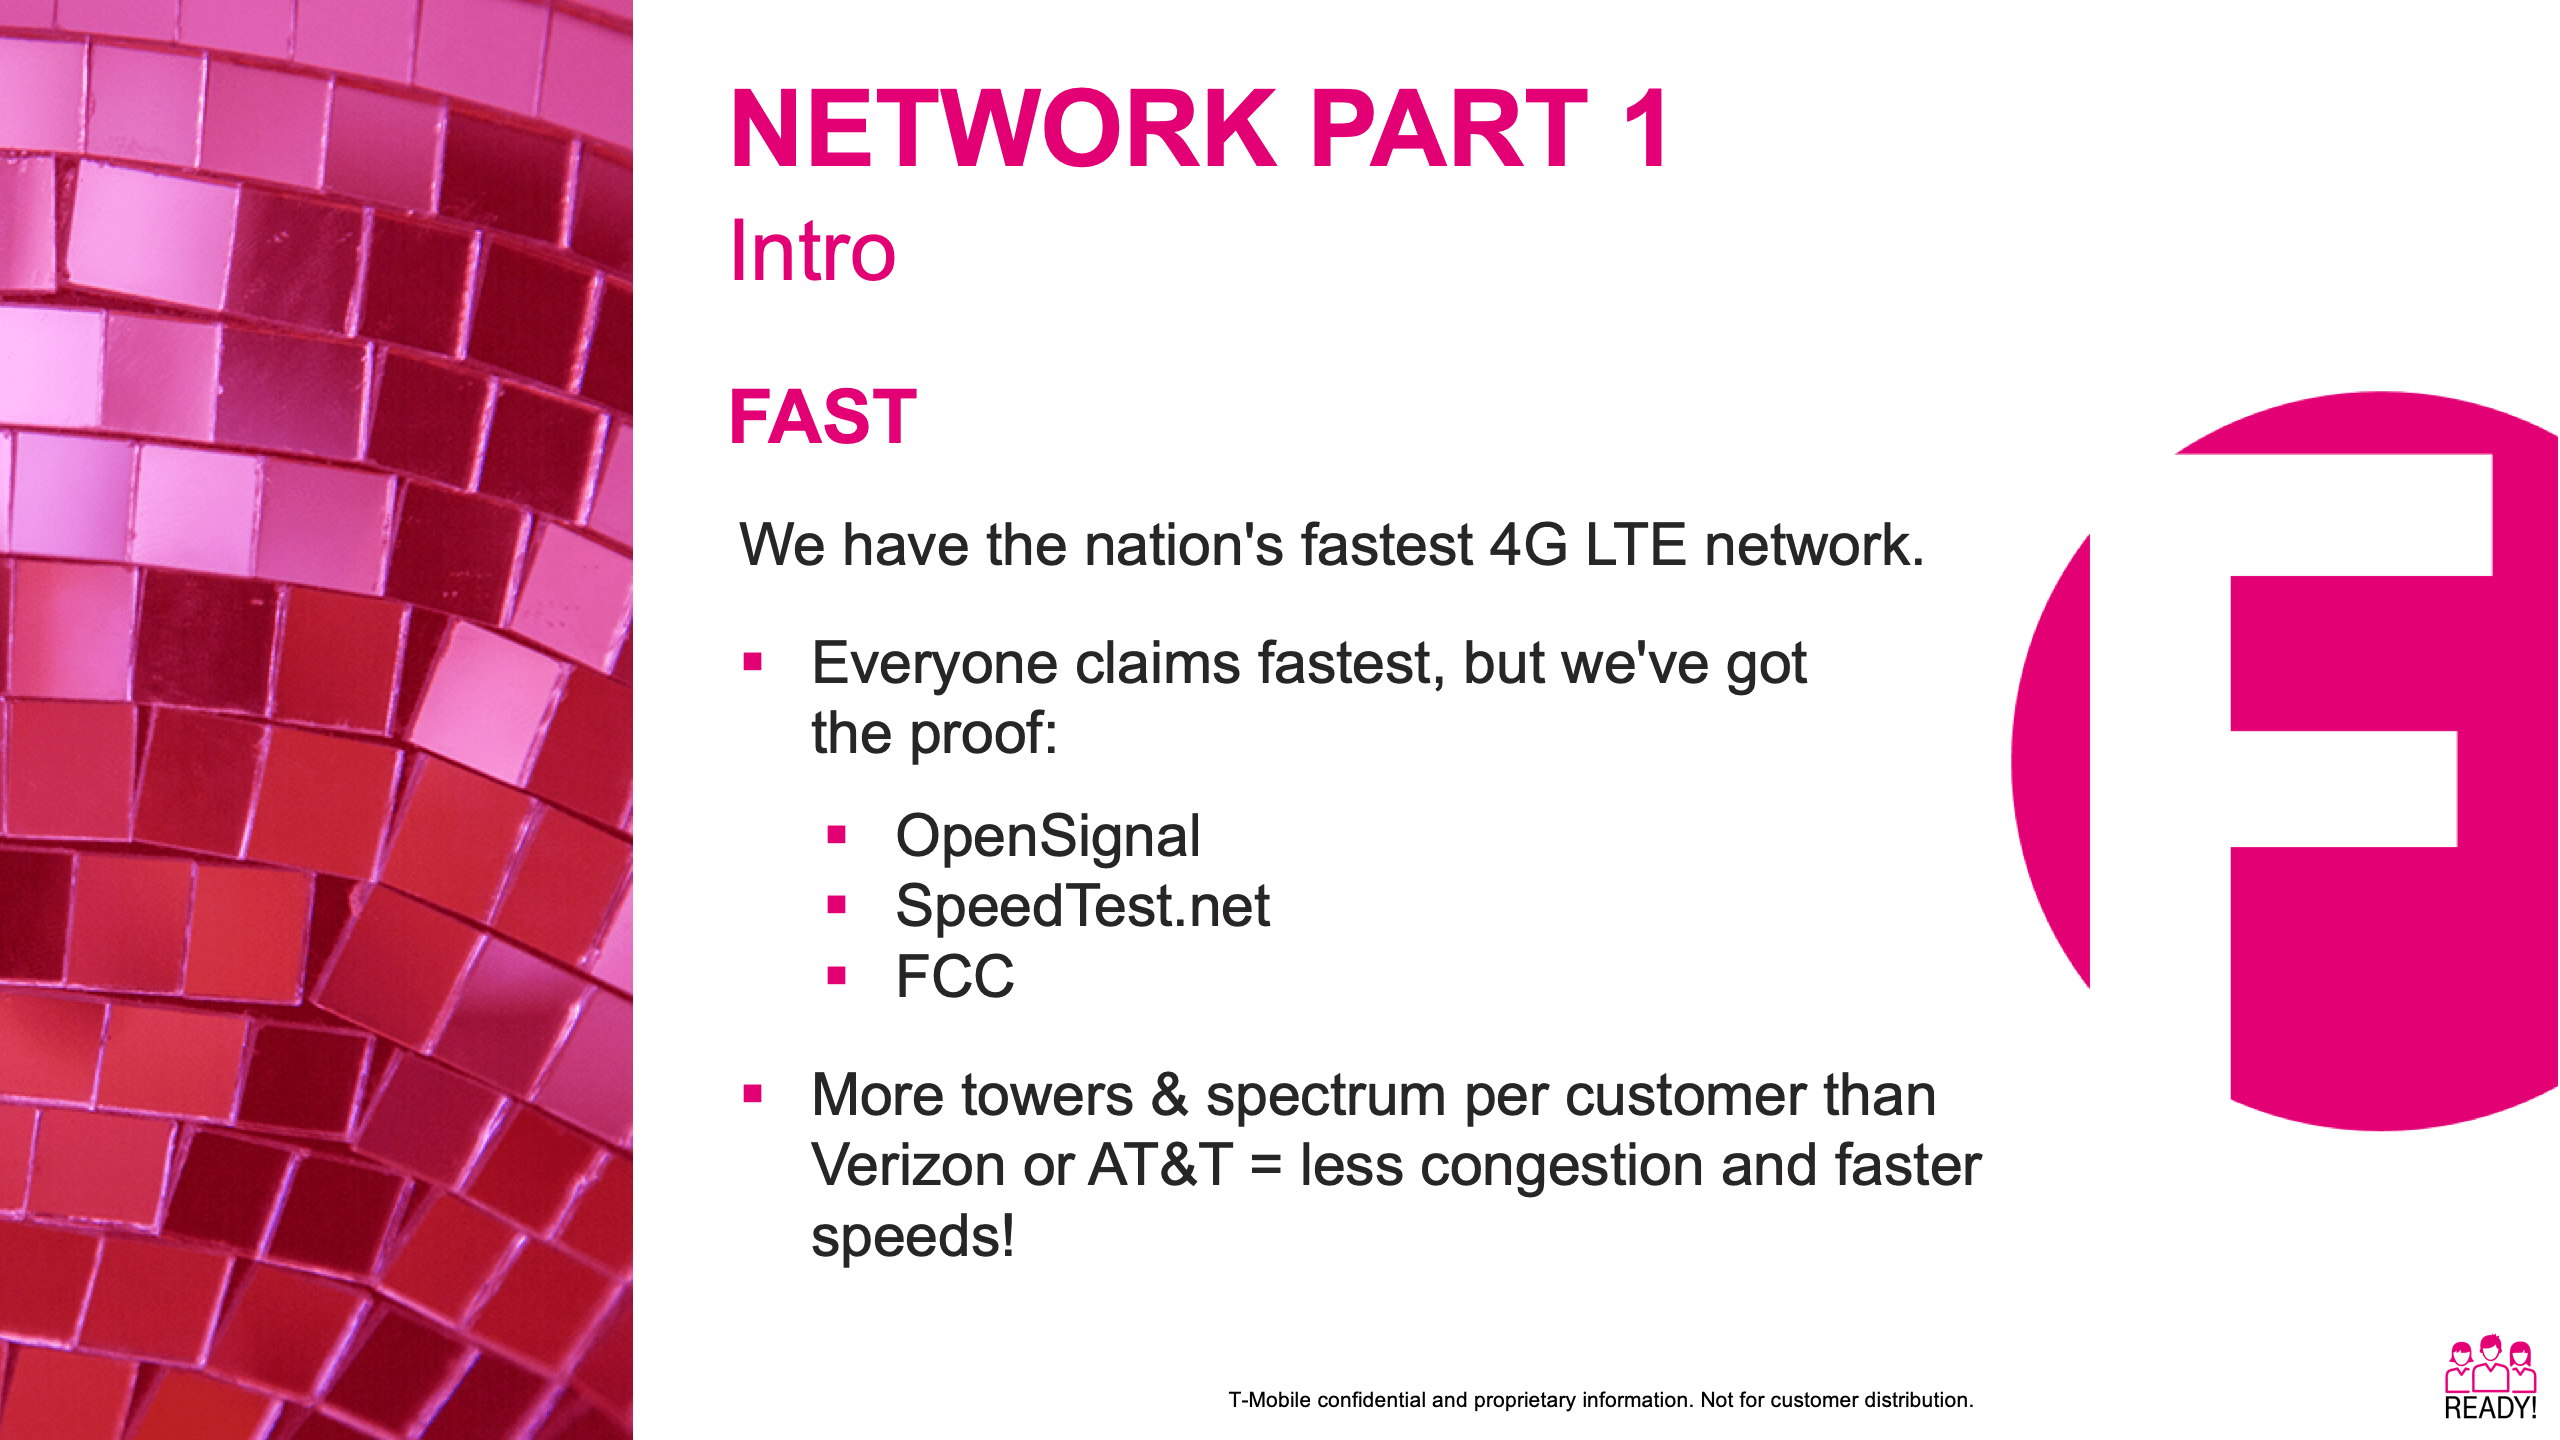 NETWORK PART 1
Intro
FAST
We have the nation's fastest 4G LTE network.
▪ Everyone claims fastest, but we've got
the proof:
▪ OpenSignal
▪ SpeedTest.net
▪ FCC
▪ More towers & spectrum per customer than
Verizon or AT&T = less congestion and faster
speeds!
F
T-Mobile confidential and proprietary information. Not for customer distribution.
READY!